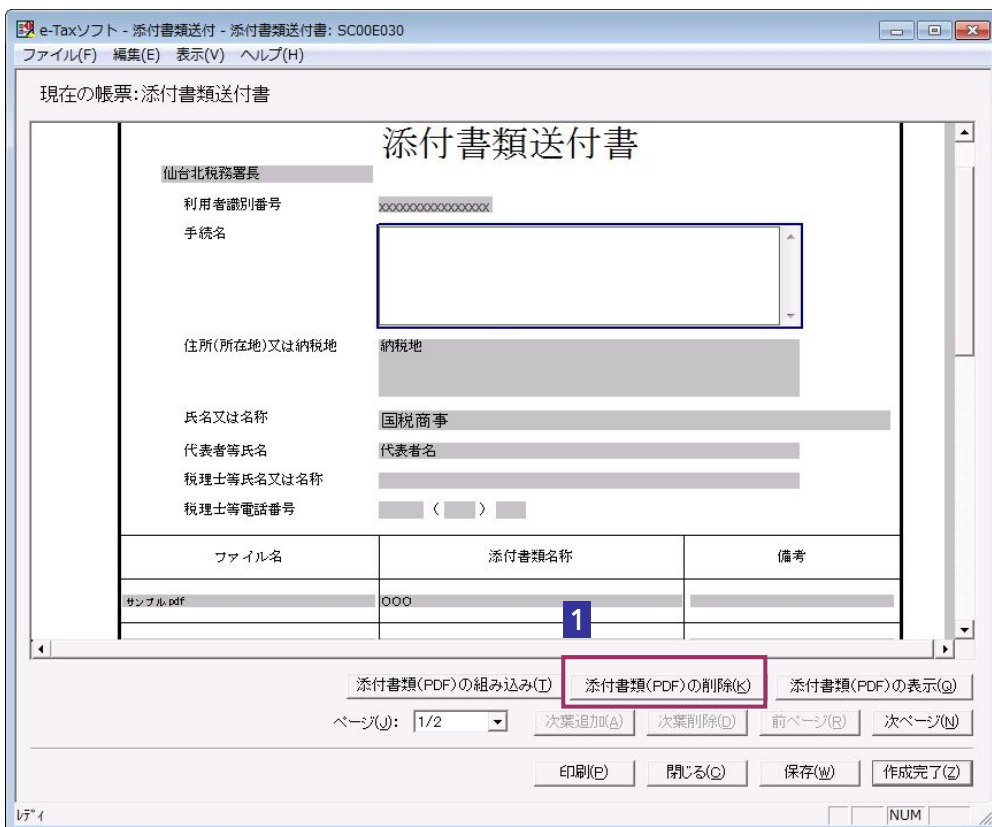 e-Taxソフト - 添付書類送付 - 添付書類送付書: SC00E030
ファイル(F) 編集(E) 表示(V) ヘルプ(H)
現在の帳票:添付書類送付書
添付書類送付書
仙台北税務署長
利用者識別番号 xxxxxxxxxxxxxxxx
手続名
住所(所在地)又は納税地 納税地
氏名又は名称 国税商事
代表者等氏名 代表者名
税理士等氏名又は名称
税理士等電話番号 ( )
ファイル名 添付書類名称 備考
サンプル.pdf ○○○
1
添付書類(PDF)の組み込み(T) 添付書類(PDF)の削除(K) 添付書類(PDF)の表示(Q)
ページ(J): 1/2 次葉追加(A) 次葉削除(D) 前ページ(R) 次ページ(N)
印刷(P) 閉じる(C) 保存(W) 作成完了(Z)
ﾚﾃﾞｨ NUM